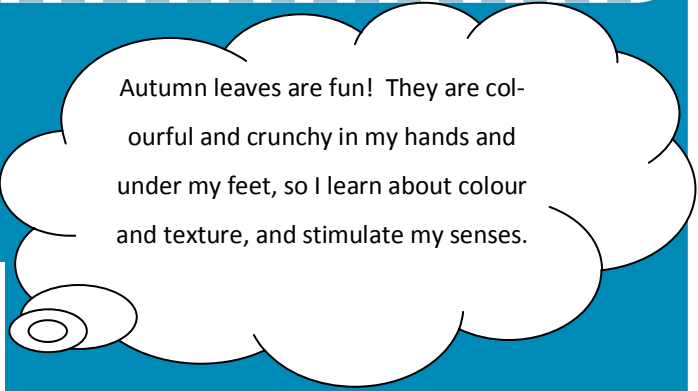 Autumn leaves are fun!  They are col-
ourful and crunchy in my hands and
under my feet, so I learn about colour
and texture, and stimulate my senses.